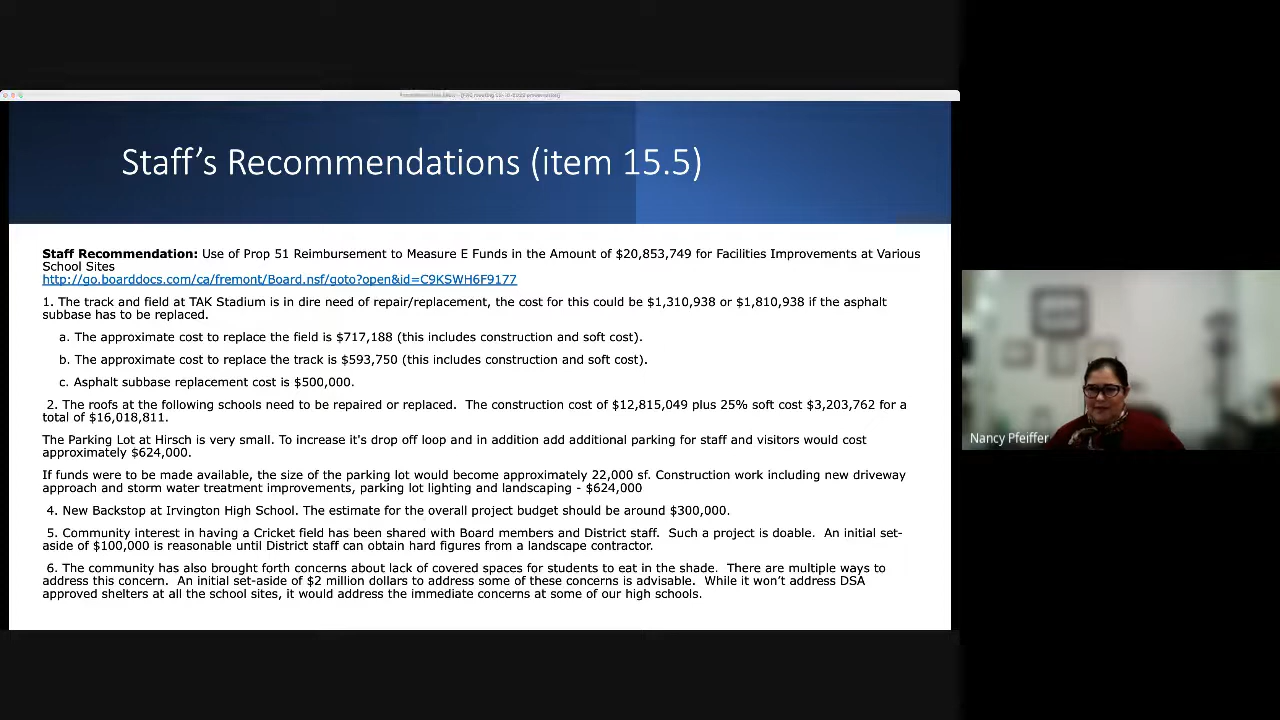 Staff's Recommendations (item 15.5)
Staff Recommendation: Use of Prop 51 Reimbursement to Measure E Funds in the Amount of $20,853,749 for Facilities Improvements at Various
School Sites
http://go.boarddocs.com/ca/fremont/Board.nsf/goto?open&id=C9KSWH6F9177
1. The track and field at TAK Stadium is in dire need of repair/replacement, the cost for this could be $1,310,938 or $1,810,938 if the asphalt
subbase has to be replaced.
a. The approximate cost to replace the field is $717,188 (this includes construction and soft cost).
b. The approximate cost to replace the track is $593,750 (this includes construction and soft cost).
c. Asphalt subbase replacement cost is $500,000.
2. The roofs at the following schools need to be repaired or replaced. The construction cost of $12,815,049 plus 25% soft cost $3,203,762 for a
total of $16,018,811.
The Parking Lot at Hirsch is very small. To increase it's drop off loop and in addition add additional parking for staff and visitors would cost
approximately $624,000.
If funds were to be made available, the size of the parking lot would become approximately 22,000 sf. Construction work including new driveway
approach and storm water treatment improvements, parking lot lighting and landscaping - $624,000
4. New Backstop at Irvington High School. The estimate for the overall project budget should be around $300,000.
5. Community interest in having a Cricket field has been shared with Board members and District staff. Such a project is doable. An initial set-
aside of $100,000 is reasonable until District staff can obtain hard figures from a landscape contractor.
6. The community has also brought forth concerns about lack of covered spaces for students to eat in the shade. There are multiple ways to
address this concern. An initial set-aside of $2 million dollars to address some of these concerns is advisable. While it won't address DSA
approved shelters at all the school sites, it would address the immediate concerns at some of our high schools.
Nancy Pfeiffer